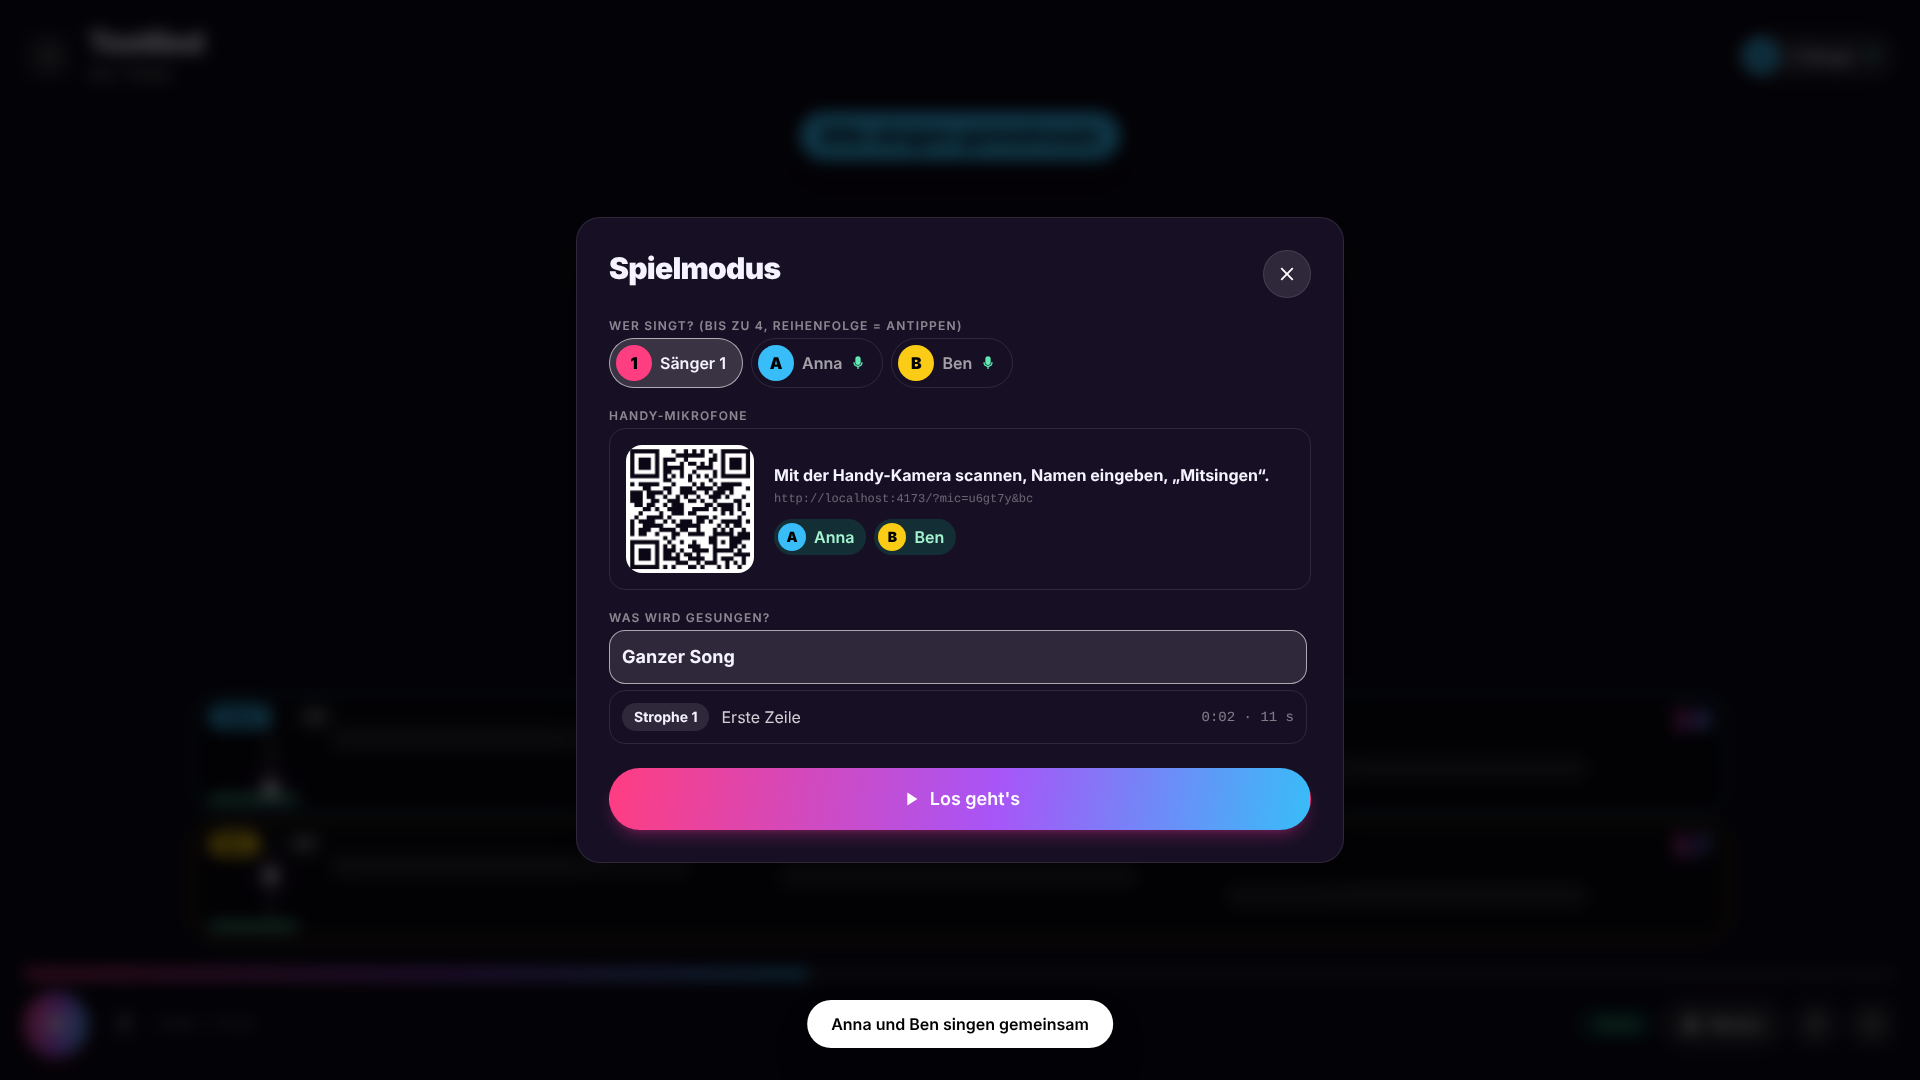 Spielmodus
WER SINGT? (BIS ZU 4, REIHENFOLGE = ANTIPPEN)
1 Sänger 1
A Anna
B Ben
HANDY-MIKROFONE
Mit der Handy-Kamera scannen, Namen eingeben, „Mitsingen“.
http://localhost:4173/?mic=u6gt7y&bc
A Anna
B Ben
WAS WIRD GESUNGEN?
Ganzer Song
Strophe 1 Erste Zeile 0:02 · 11 s
Los geht's
Anna und Ben singen gemeinsam